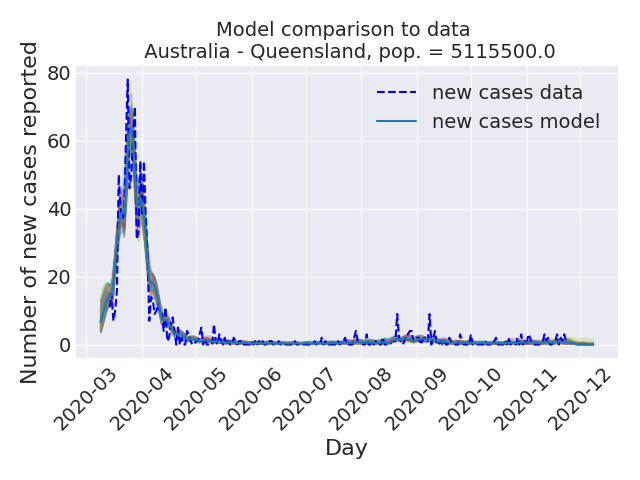 Model comparison to data
Australia - Queensland, pop. = 5115500.0
Number of new cases reported
80
60
40
20
0
new cases data
new cases model
2020-03
2020-04
2020-05
2020-06
2020-07
2020-08
2020-09
2020-10
2020-11
2020-12
Day